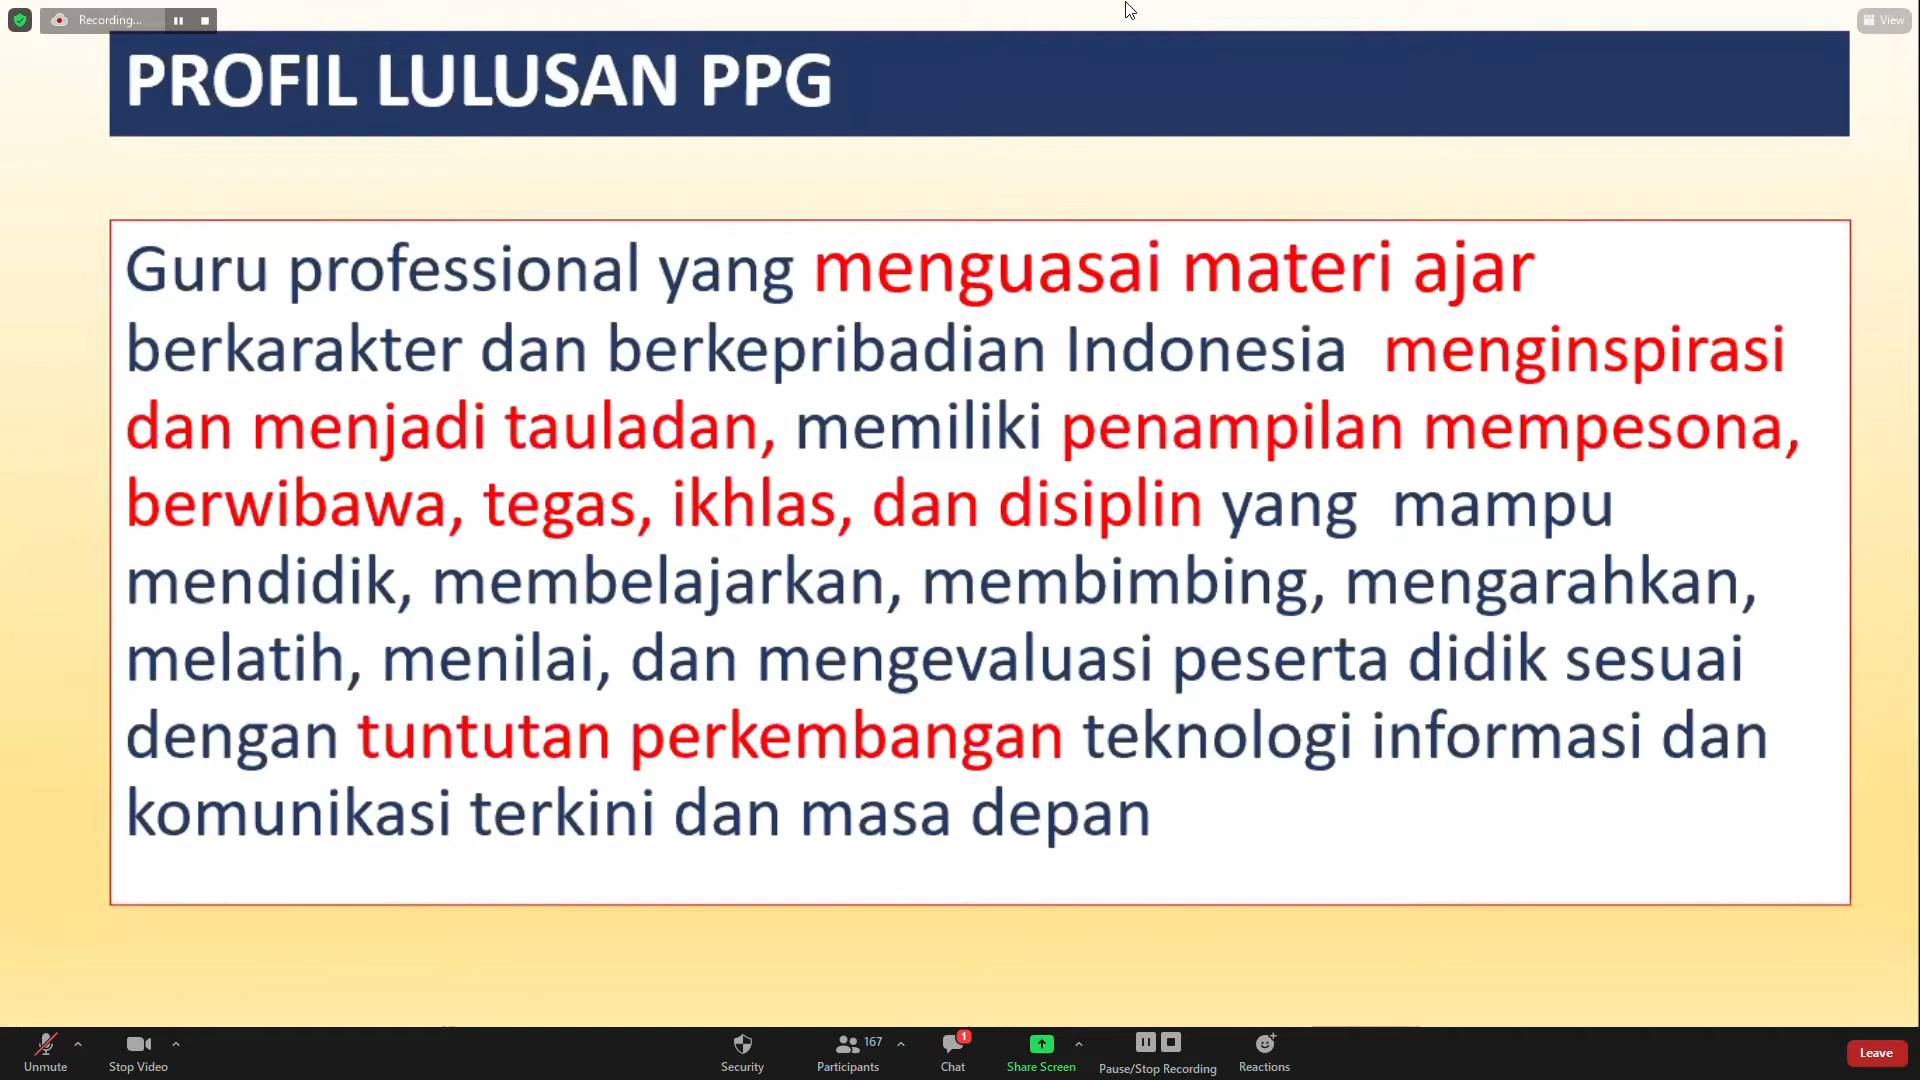 Recording...
View
PROFIL LULUSAN PPG
Guru professional yang menguasai materi ajar
berkarakter dan berkepribadian Indonesia menginspirasi
dan menjadi tauladan, memiliki penampilan mempesona,
berwibawa, tegas, ikhlas, dan disiplin yang mampu
mendidik, membelajarkan, membimbing, mengarahkan,
melatih, menilai, dan mengevaluasi peserta didik sesuai
dengan tuntutan perkembangan teknologi informasi dan
komunikasi terkini dan masa depan
Unmute
Stop Video
Security
Participants 167
Chat 1
Share Screen
Pause/Stop Recording
Reactions
Leave